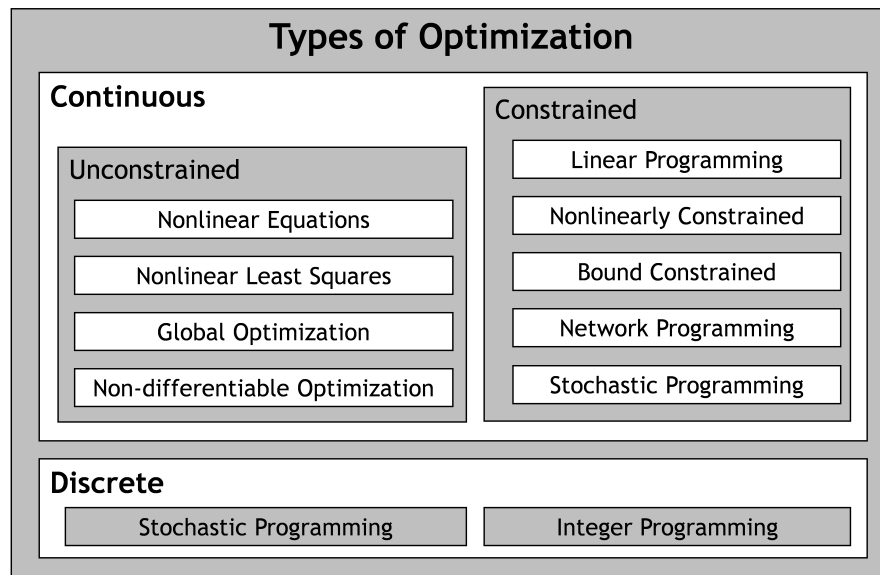 Types of Optimization
Continuous
Unconstrained
Nonlinear Equations
Nonlinear Least Squares
Global Optimization
Non-differentiable Optimization
Constrained
Linear Programming
Nonlinearly Constrained
Bound Constrained
Network Programming
Stochastic Programming
Discrete
Stochastic Programming
Integer Programming